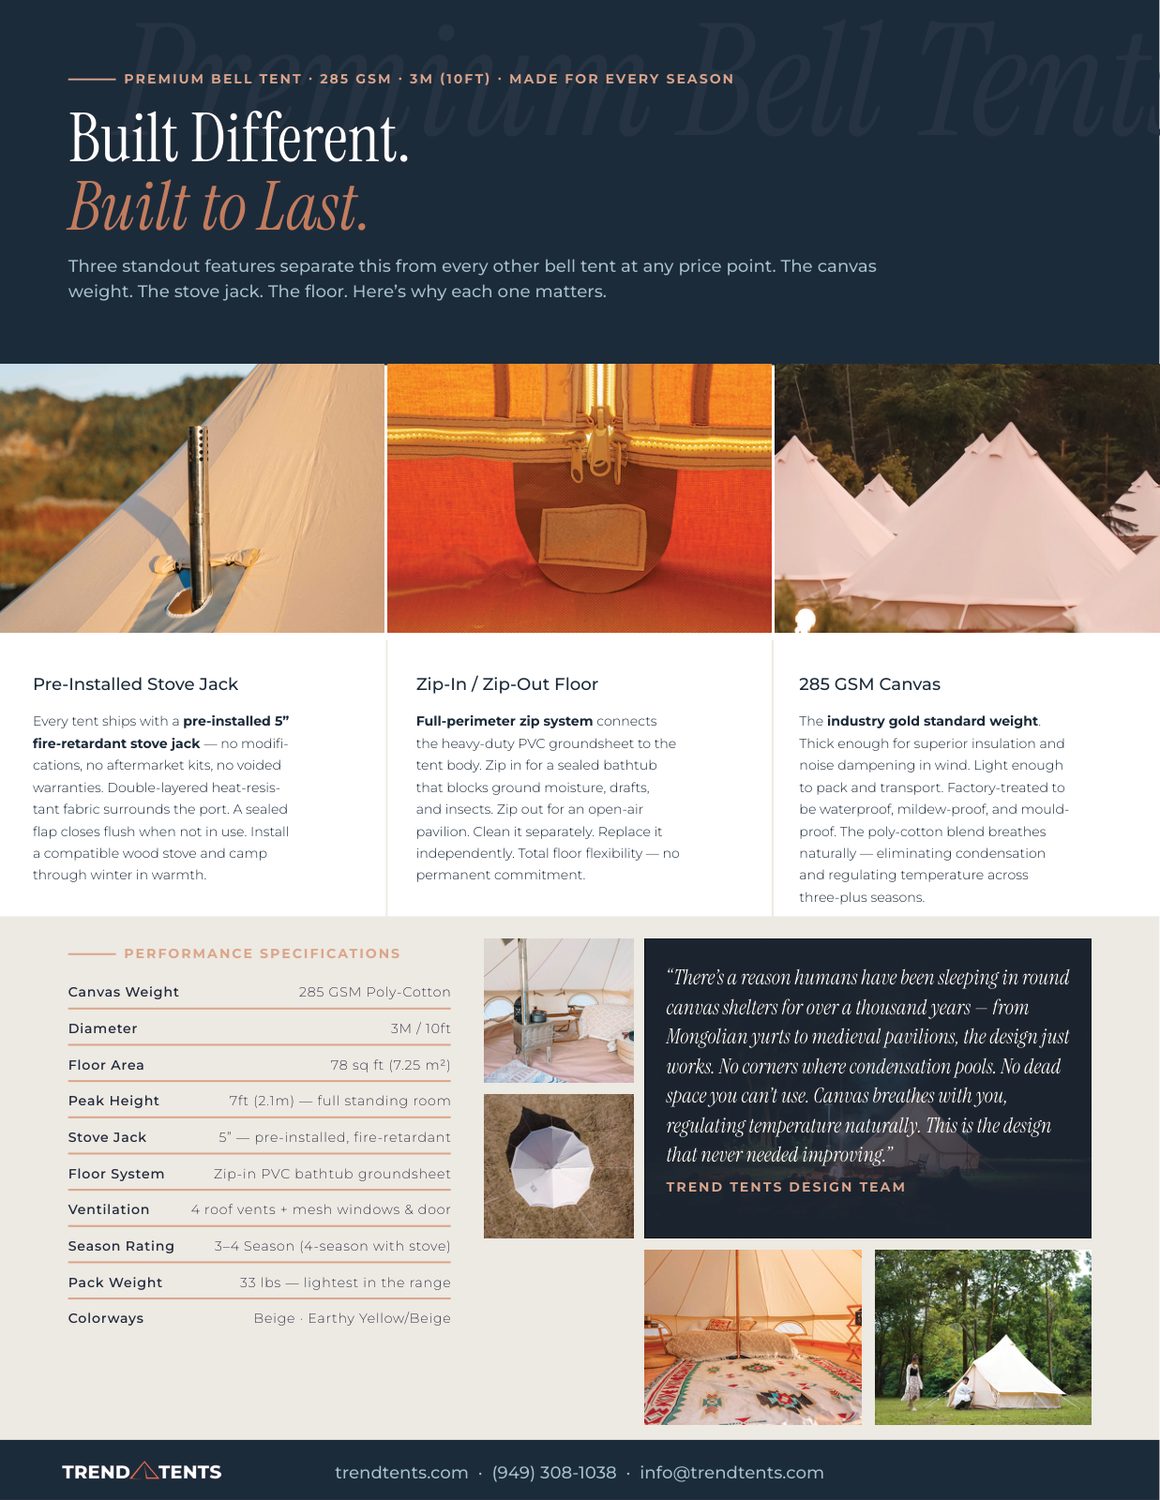 Premium Bell Tents
PREMIUM BELL TENT · 285 GSM · 3M (10FT) · MADE FOR EVERY SEASON
Built Different.
Built to Last.
Three standout features separate this from every other bell tent at any price point. The canvas
weight. The stove jack. The floor. Here’s why each one matters.
Pre-Installed Stove Jack
Every tent ships with a pre-installed 5”
fire-retardant stove jack — no modifi-
cations, no aftermarket kits, no voided
warranties. Double-layered heat-resis-
tant fabric surrounds the port. A sealed
flap closes flush when not in use. Install
a compatible wood stove and camp
through winter in warmth.
Zip-In / Zip-Out Floor
Full-perimeter zip system connects
the heavy-duty PVC groundsheet to the
tent body. Zip in for a sealed bathtub
that blocks ground moisture, drafts,
and insects. Zip out for an open-air
pavilion. Clean it separately. Replace it
independently. Total floor flexibility — no
permanent commitment.
285 GSM Canvas
The industry gold standard weight.
Thick enough for superior insulation and
noise dampening in wind. Light enough
to pack and transport. Factory-treated to
be waterproof, mildew-proof, and mould-
proof. The poly-cotton blend breathes
naturally — eliminating condensation
and regulating temperature across
three-plus seasons.
PERFORMANCE SPECIFICATIONS
Canvas Weight 285 GSM Poly-Cotton
Diameter 3M / 10ft
Floor Area 78 sq ft (7.25 m²)
Peak Height 7ft (2.1m) — full standing room
Stove Jack 5” — pre-installed, fire-retardant
Floor System Zip-in PVC bathtub groundsheet
Ventilation 4 roof vents + mesh windows & door
Season Rating 3–4 Season (4-season with stove)
Pack Weight 33 lbs — lightest in the range
Colorways Beige · Earthy Yellow/Beige
“There’s a reason humans have been sleeping in round
canvas shelters for over a thousand years — from
Mongolian yurts to medieval pavilions, the design just
works. No corners where condensation pools. No dead
space you can’t use. Canvas breathes with you,
regulating temperature naturally. This is the design
that never needed improving.”
TREND TENTS DESIGN TEAM
TREND TENTS
trendtents.com · (949) 308-1038 · info@trendtents.com